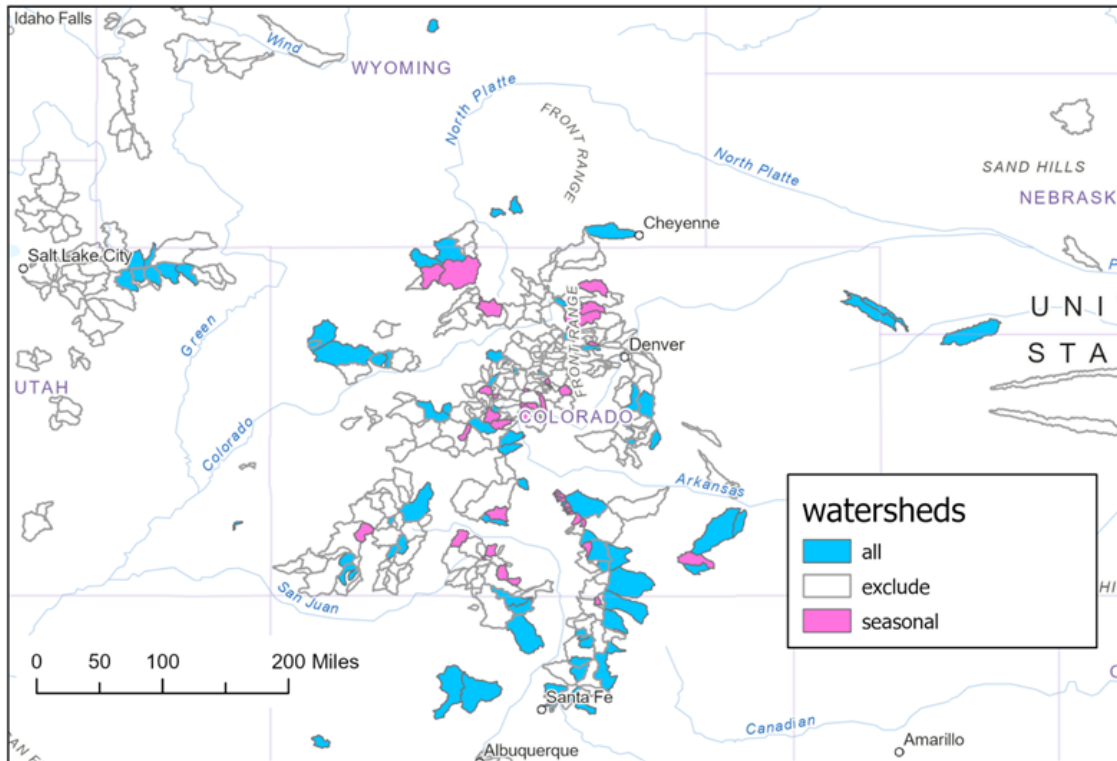 Idaho Falls
Wind
WYOMING
North Platte
FRONT RANGE
North Platte
SAND HILLS
NEBRASK
Cheyenne
Salt Lake City
P
Green
FRONT RANGE
UNI
Denver
STA
UTAH
COLORADO
Colorado
Arkansas
watersheds
all
exclude
seasonal
San Juan
HI
0 50 100 200 Miles
Santa Fe
C
Canadian
Albuquerque
Amarillo